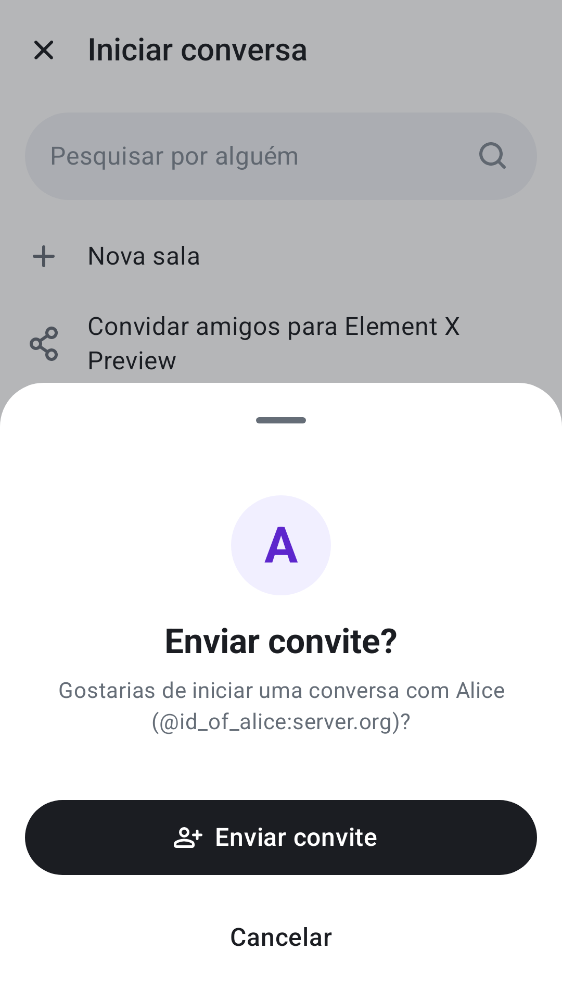 Iniciar conversa
Pesquisar por alguém
Nova sala
Convidar amigos para Element X
Preview
A
Enviar convite?
Gostarias de iniciar uma conversa com Alice
(@id_of_alice:server.org)?
Enviar convite
Cancelar